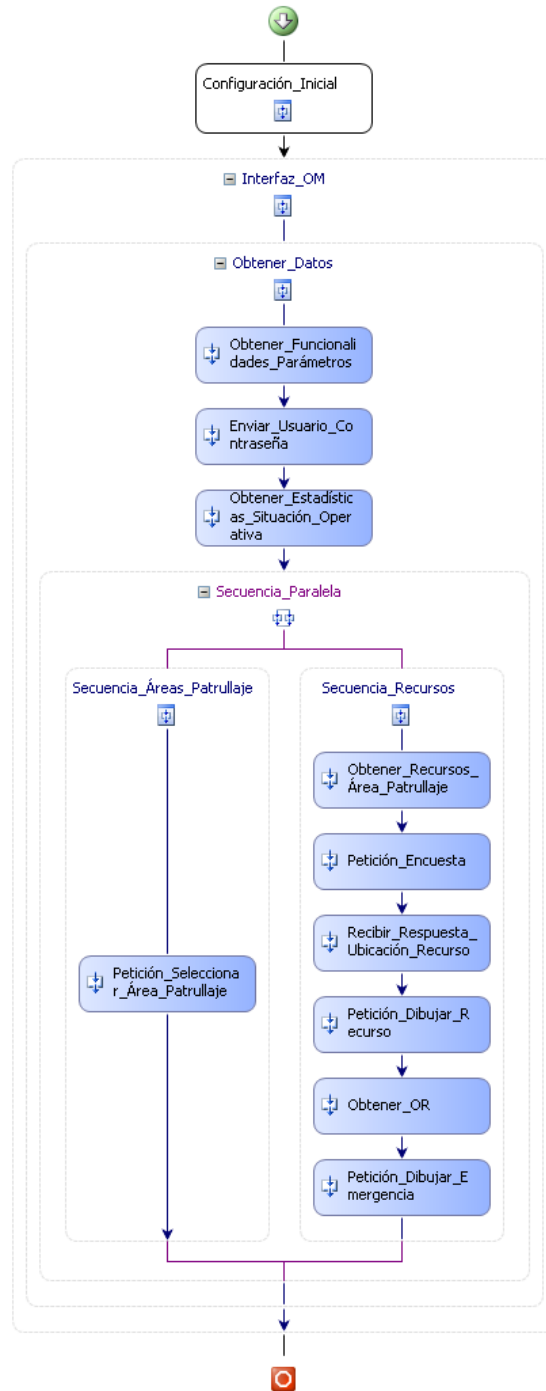 Configuración_Inicial
Interfaz_OM
Obtener_Datos
Obtener_Funcionali
dades_Parámetros
Enviar_Usuario_Co
ntraseña
Obtener_Estadístic
as_Situación_Oper
ativa
Secuencia_Paralela
Secuencia_Áreas_Patrullaje
Petición_Selecciona
r_Área_Patrullaje
Secuencia_Recursos
Obtener_Recursos_
Área_Patrullaje
Petición_Encuesta
Recibir_Respuesta_
Ubicación_Recurso
Petición_Dibujar_R
ecurso
Obtener_OR
Petición_Dibujar_E
mergencia